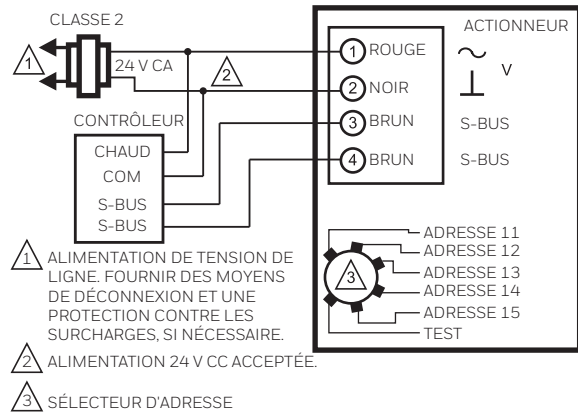 CLASSE 2
1
24 V CA
2
CONTRÔLEUR
CHAUD
COM
S-BUS
S-BUS
ACTIONNEUR
1 ROUGE
2 NOIR V
3 BRUN S-BUS
4 BRUN S-BUS
3
ADRESSE 11
ADRESSE 12
ADRESSE 13
ADRESSE 14
ADRESSE 15
TEST
1 ALIMENTATION DE TENSION DE
LIGNE. FOURNIR DES MOYENS
DE DÉCONNEXION ET UNE
PROTECTION CONTRE LES
SURCHARGES, SI NÉCESSAIRE.
2 ALIMENTATION 24 V CC ACCEPTÉE.
3 SÉLECTEUR D'ADRESSE